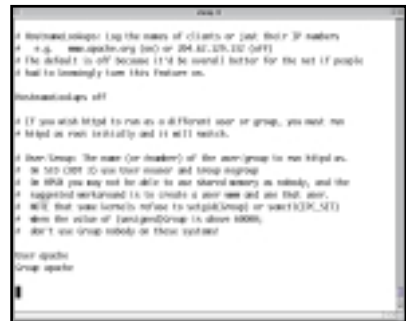 # HostnameLookups: Log the names of clients or just their IP numbers
# e.g. www.apache.org (on) or 204.62.129.132 (off)
# The default is off because it'd be overall better for the net if people
# had to knowingly turn this feature on.
HostnameLookups off
# If you wish httpd to run as a different user or group, you must run
# httpd as root initially and it will switch.
# User/Group: The name (or #number) of the user/group to run httpd as.
# On SCO (ODT 3) use User nouser and Group nogroup
# On HPUX you may not be able to use shared memory as nobody, and the
# suggested workaround is to create a user www and use that user.
# NOTE that some kernels refuse to setgid(Group) or semctl(IPC_SET)
# when the value of (unsigned)Group is above 60000;
# don't use Group nobody on these systems!
User apache
Group apache